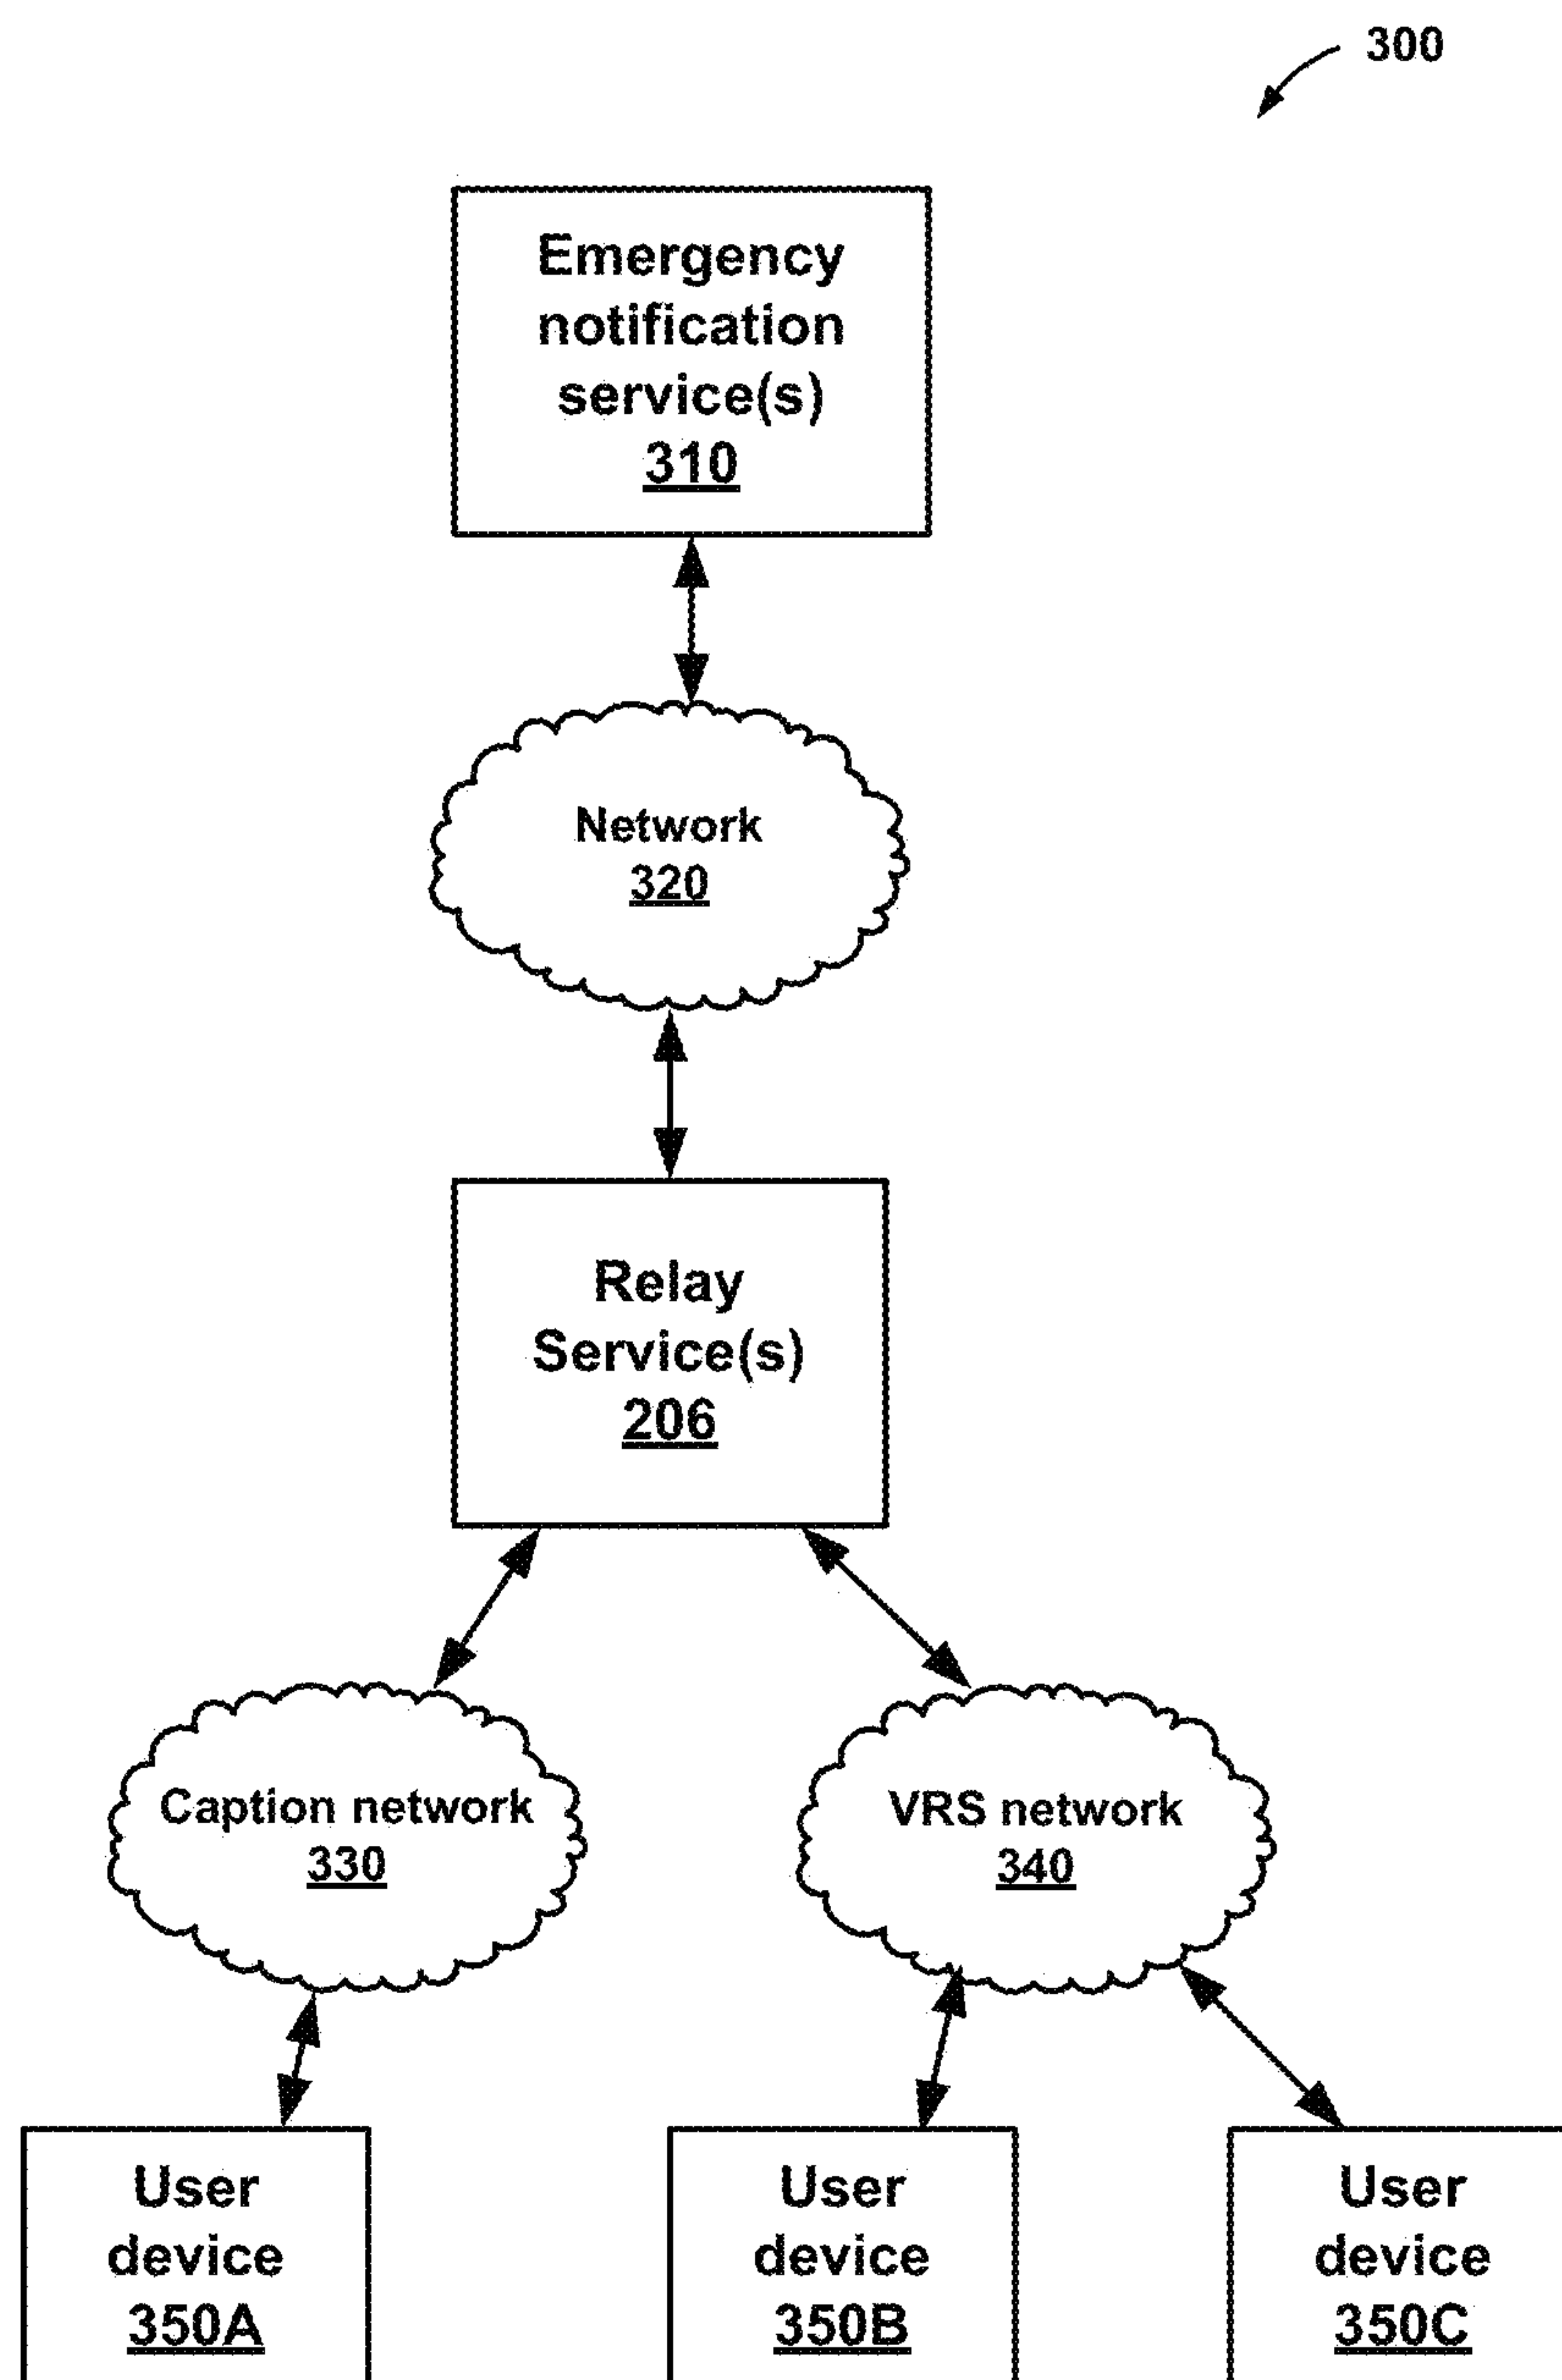 300
Emergency
notification
service(s)
310
Network
320
Relay
Service(s)
206
Caption network
330
VRS network
340
User
device
350A
User
device
350B
User
device
350C